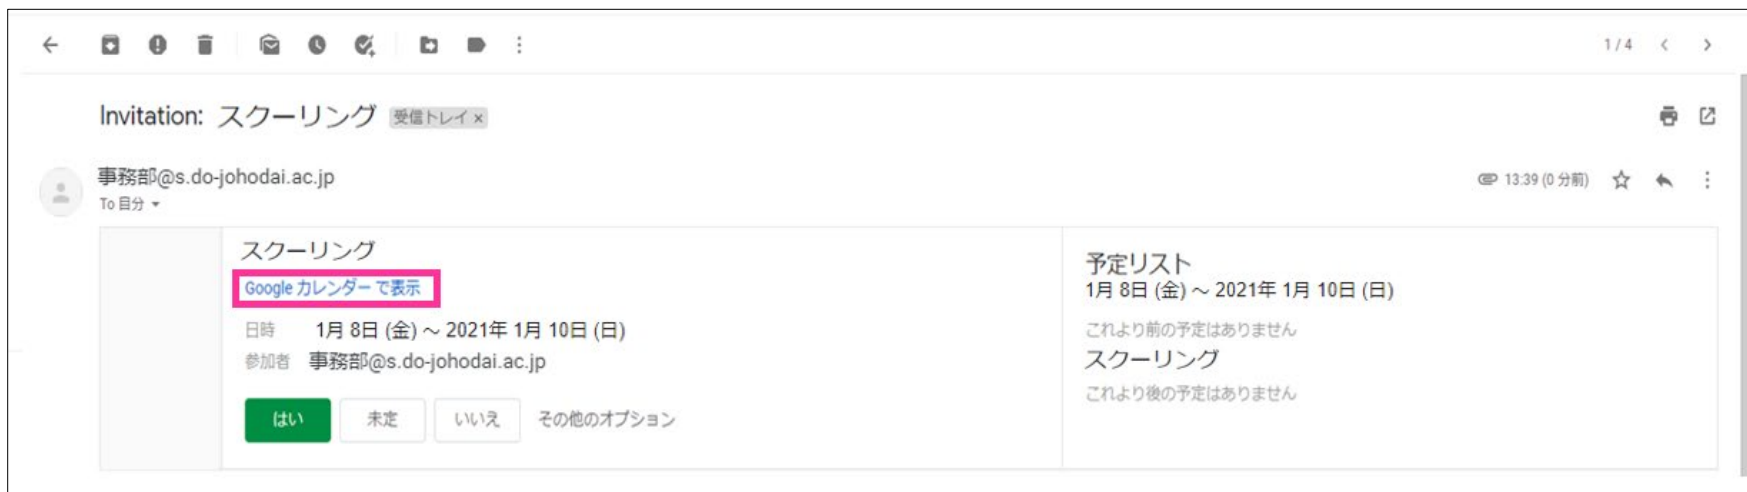 1 / 4
Invitation: スクーリング 受信トレイ ×
事務部@s.do-johodai.ac.jp
13:39 (0 分前)
To 自分
スクーリング
Google カレンダー で表示
日時 1月 8日 (金) ～ 2021年 1月 10日 (日)
参加者 事務部@s.do-johodai.ac.jp
はい 未定 いいえ その他のオプション
予定リスト
1月 8日 (金) ～ 2021年 1月 10日 (日)
これより前の予定はありません
スクーリング
これより後の予定はありません